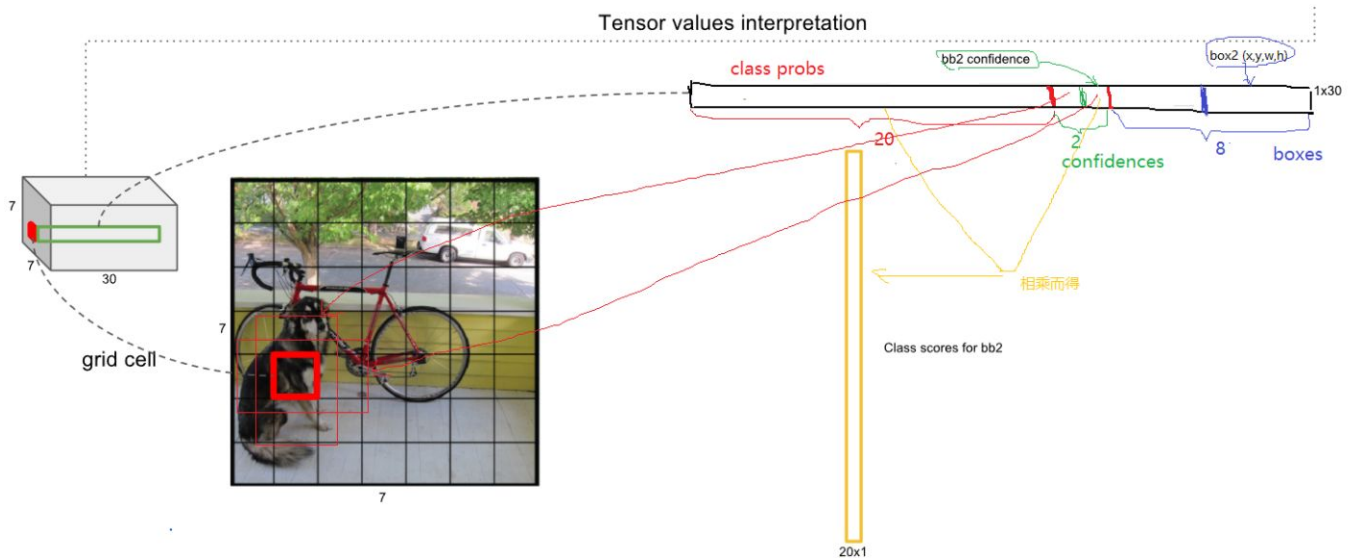 Tensor values interpretation
class probs
bb2 confidence
box2 (x,y,w,h)
1x30
20
2
8
confidences
boxes
7
7
30
grid cell
7
7
相乘而得
Class scores for bb2
20x1